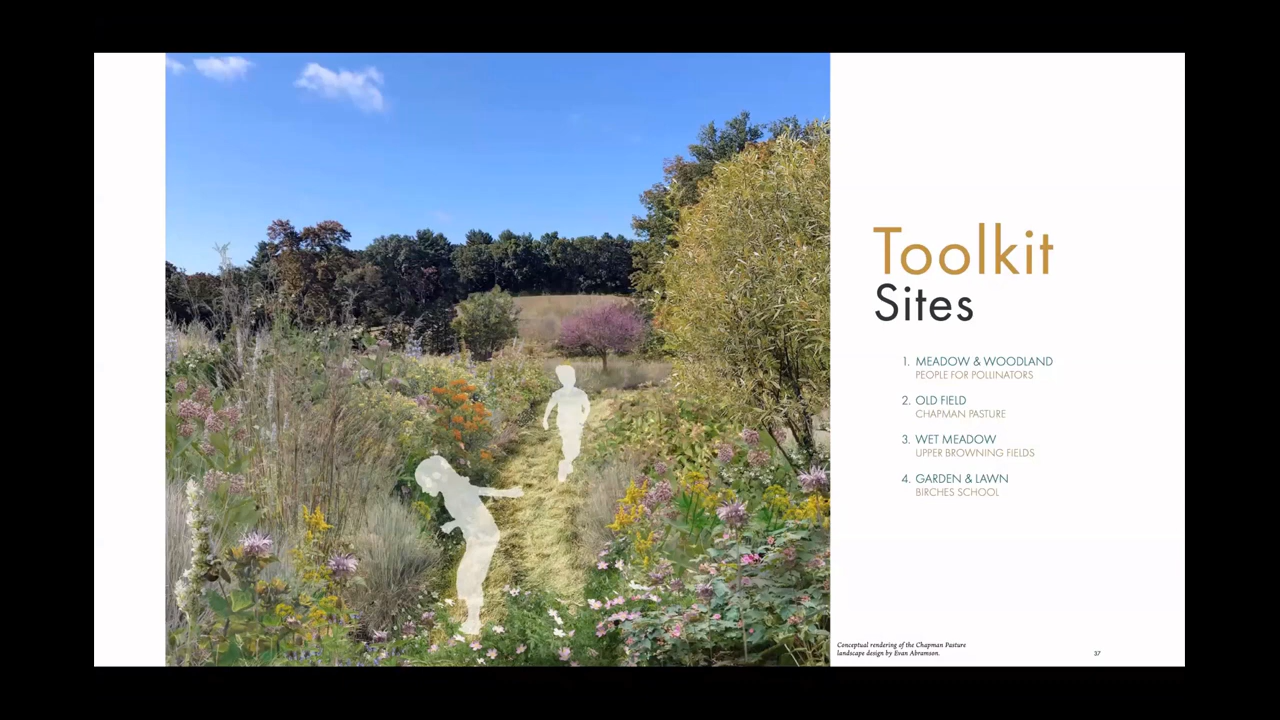 Toolkit
Sites
1. MEADOW & WOODLAND
PEOPLE FOR POLLINATORS
2. OLD FIELD
CHAPMAN PASTURE
3. WET MEADOW
UPPER BROWNING FIELDS
4. GARDEN & LAWN
BIRCHES SCHOOL
Conceptual rendering of the Chapman Pasture
landscape design by Evan Abramson.
37